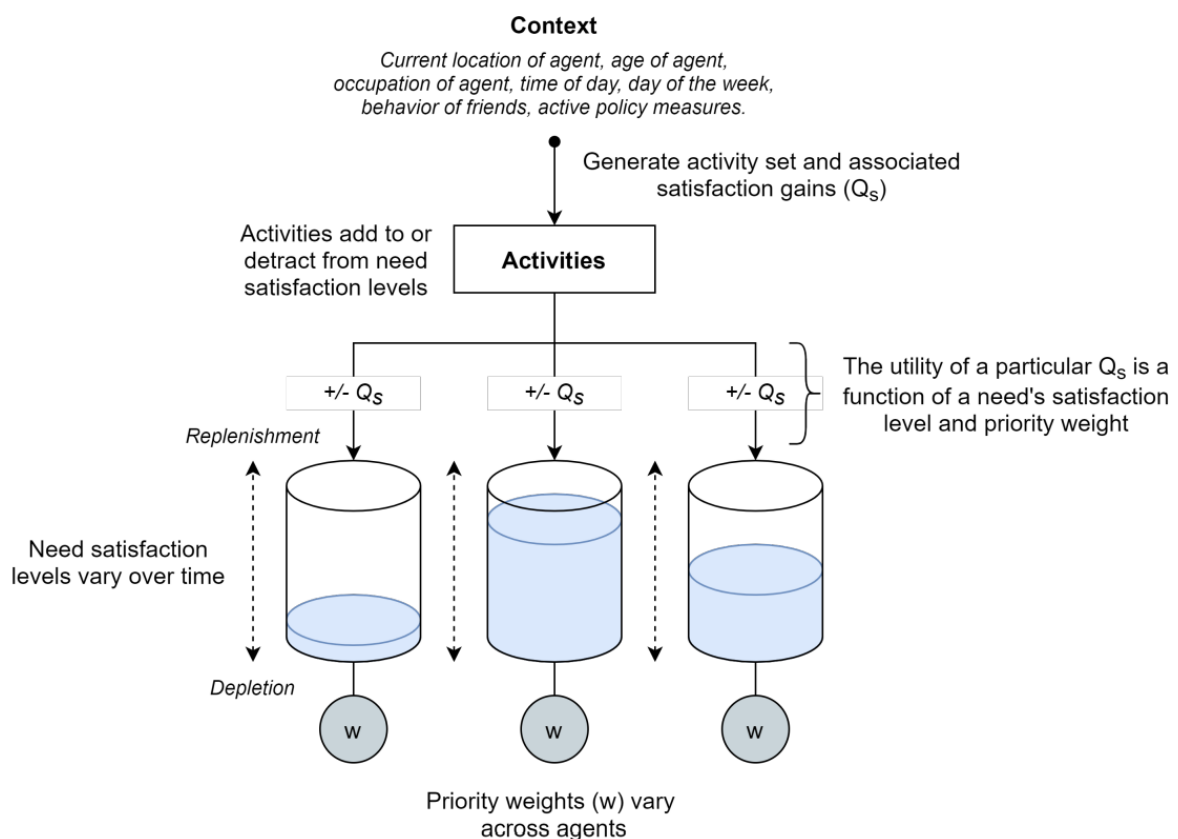 Context
Current location of agent, age of agent,
occupation of agent, time of day, day of the week,
behavior of friends, active policy measures.
Generate activity set and associated
satisfaction gains (Qs)
Activities add to or
detract from need
satisfaction levels
Activities
+/- Qs
+/- Qs
+/- Qs
The utility of a particular Qs is a
function of a need's satisfaction
level and priority weight
Replenishment
Need satisfaction
levels vary over time
Depletion
w
w
w
Priority weights (w) vary
across agents